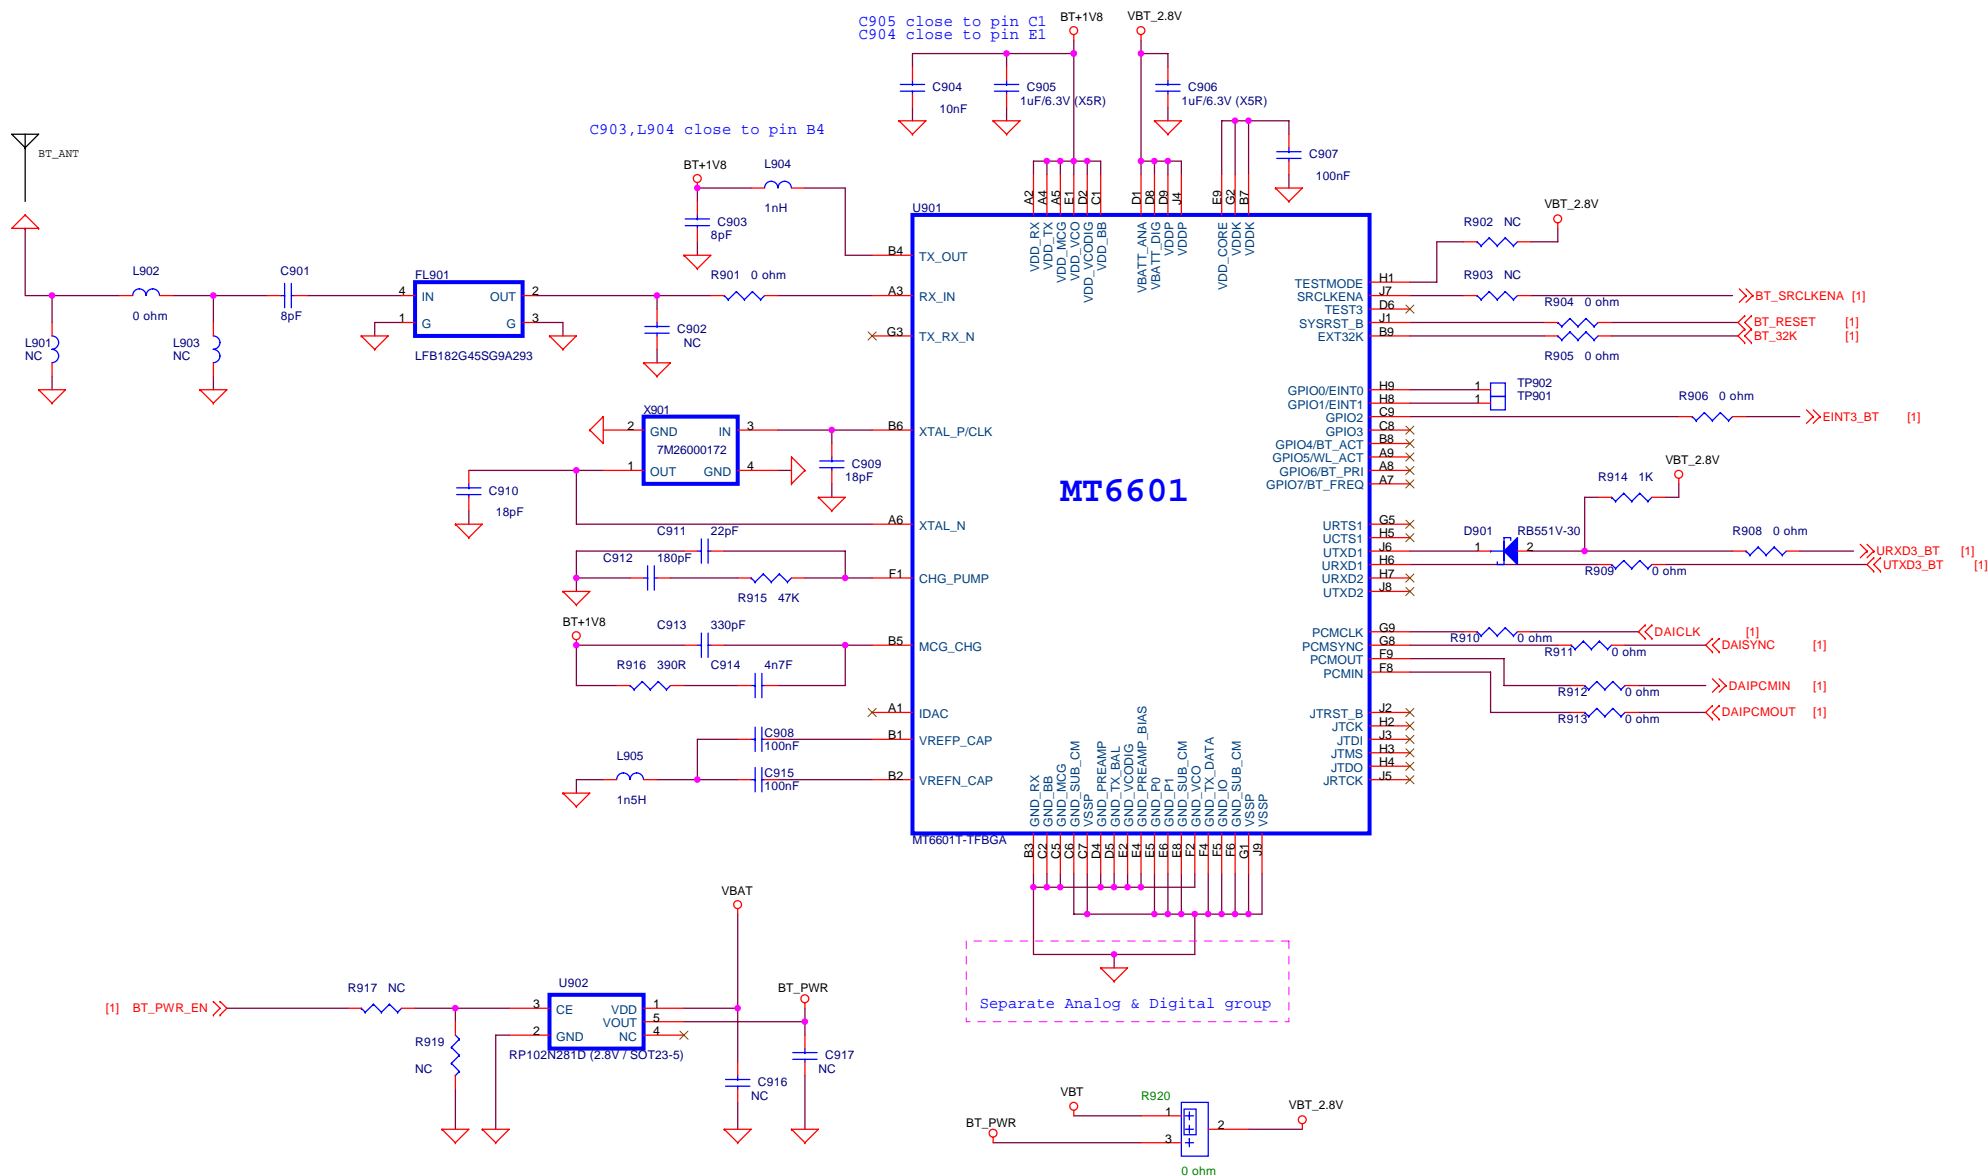 C905 close to pin C1
C904 close to pin E1
BT+1V8
VBT_2.8V
C904
10nF
C905
1uF/6.3V (X5R)
C906
1uF/6.3V (X5R)
C907
100nF
C903,L904 close to pin B4
BT_ANT
BT+1V8
L904
1nH
C903
8pF
R901 0 ohm
L902
0 ohm
C901
8pF
L901
NC
L903
NC
FL901
4 IN OUT 2
1 G G 3
LFB182G45SG9A293
C902
NC
X901
2 GND IN 3
7M26000172
1 OUT GND 4
C909
18pF
C910
18pF
C911 22pF
C912 180pF
R915 47K
BT+1V8
C913 330pF
R916 390R C914 4n7F
C908
100nF
L905
1n5H
C915
100nF
U901
A2 A4 A5 E1 D2 C1 D1 D8 D9 J4 E9 G2 B7
VDD_RX
VDD_TX
VDD_MCG
VDD_VCO
VDD_VCODIG
VDD_BB
VBATT_ANA
VBATT_DIG
VDDP
VDDP
VDD_CORE
VDDK
VDDK
B4 TX_OUT
A3 RX_IN
G3 TX_RX_N
B6 XTAL_P/CLK
A6 XTAL_N
F1 CHG_PUMP
B5 MCG_CHG
A1 IDAC
B1 VREFP_CAP
B2 VREFN_CAP
MT6601
TESTMODE H1
SRCLKENA J7
TEST3 D6
SYSRST_B J1
EXT32K B9
GPIO0/EINT0 H9
GPIO1/EINT1 H8
GPIO2 C9
GPIO3 C8
GPIO4/BT_ACT B8
GPIO5/WL_ACT A9
GPIO6/BT_PRI A8
GPIO7/BT_FREQ A7
URTS1 G5
UCTS1 H5
UTXD1 J6
URXD1 H6
URXD2 H7
UTXD2 J8
PCMCLK G9
PCMSYNC G8
PCMOUT F9
PCMIN F8
JTRST_B J2
JTCK H2
JTDI J3
JTMS H3
JTDO H4
JRTCK J5
GND_RX
GND_BB
GND_MCG
GND_SUB_CM
VSSP
GND_PREAMP
GND_TX_BAL
GND_VCODIG
GND_PREAMP_BIAS
GND_P0
GND_P1
GND_SUB_CM
GND_VCO
GND_TX_DATA
GND_IO
GND_SUB_CM
VSSP
VSSP
B3 C2 C5 C6 C7 D4 D5 E2 E4 E5 E6 E8 F2 F4 F5 F6 G1 J9
MT6601T-TFBGA
R902 NC
VBT_2.8V
R903 NC
BT_SRCLKENA [1]
R904 0 ohm
BT_RESET [1]
BT_32K [1]
R905 0 ohm
1 TP902
1 TP901
R906 0 ohm
EINT3_BT [1]
VBT_2.8V
R914 1K
D901 RB551V-30
1 2
R908 0 ohm
URXD3_BT [1]
UTXD3_BT [1]
R909 0 ohm
R910 0 ohm
DAICLK [1]
R911 0 ohm
DAISYNC [1]
R912 0 ohm
DAIPCMIN [1]
R913 0 ohm
DAIPCMOUT [1]
Separate Analog & Digital group
VBAT
[1] BT_PWR_EN
R917 NC
R919
NC
U902
3 CE VDD 1
VOUT 5
2 GND NC 4
RP102N281D (2.8V / SOT23-5)
BT_PWR
C917
NC
C916
NC
VBT
R920
BT_PWR
1
3
2
VBT_2.8V
0 ohm